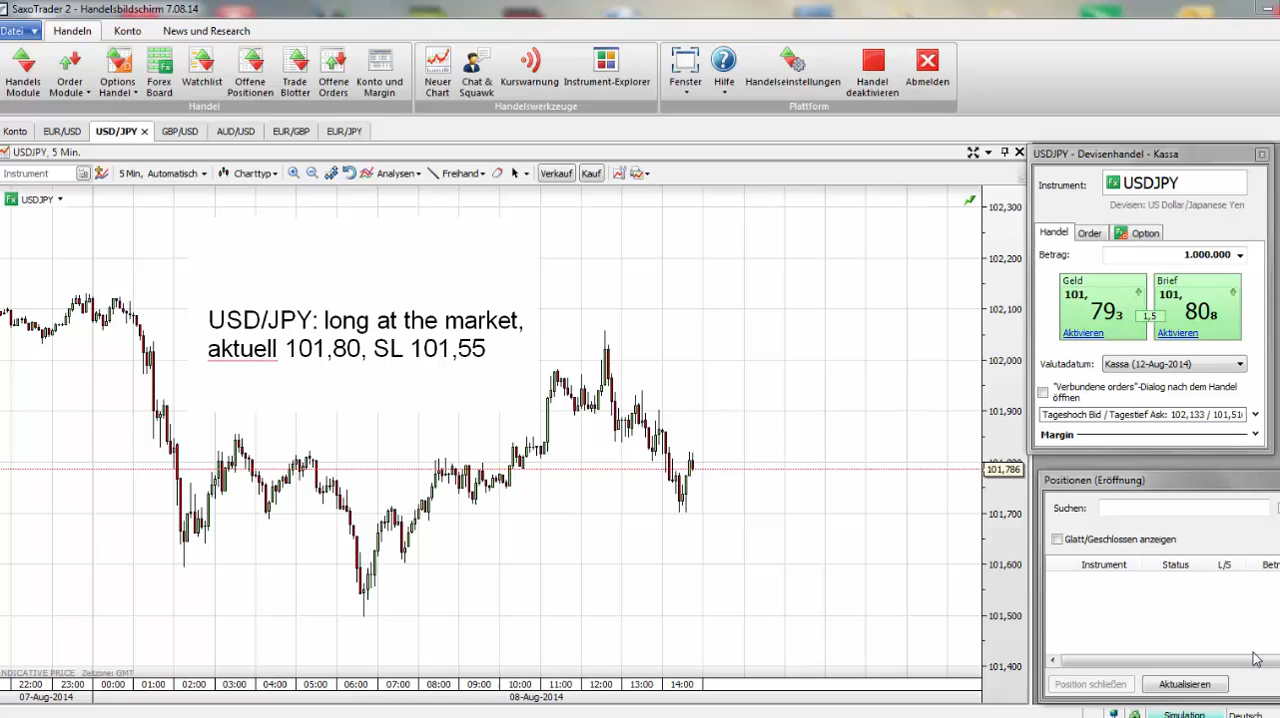 SaxoTrader 2 - Handelsbildschirm 7.08.14
Datei Handeln Konto News und Research
Handels Module
Order Module
Options Handel
Forex Board
Watchlist
Offene Positionen
Trade Blotter
Offene Orders
Konto und Margin
Neuer Chart
Chat & Squawk
Kurswarnung
Instrument-Explorer
Fenster
Hilfe
Handelseinstellungen
Handel deaktivieren
Abmelden
Handel Handelswerkzeuge Plattform
Konto EUR/USD USD/JPY GBP/USD AUD/USD EUR/GBP EUR/JPY
USDJPY, 5 Min.
Instrument 5 Min, Automatisch Charttyp Analysen Freihand Verkauf Kauf
Fx USDJPY
USD/JPY: long at the market,
aktuell 101,80, SL 101,55
102,300
102,200
102,100
102,000
101,900
101,786
101,700
101,600
101,500
101,400
INDICATIVE PRICE Zeitzone: GMT
22:00 23:00 00:00 01:00 02:00 03:00 04:00 05:00 06:00 07:00 08:00 09:00 10:00 11:00 12:00 13:00 14:00
07-Aug-2014 08-Aug-2014
USDJPY - Devisenhandel - Kassa
Instrument: Fx USDJPY
Devisen: US Dollar/Japanese Yen
Handel Order Option
Betrag: 1.000.000
Geld Brief
101, 101,
793 1,5 808
Aktivieren Aktivieren
Valutadatum: Kassa (12-Aug-2014)
"Verbundene orders"-Dialog nach dem Handel
öffnen
Tageshoch Bid / Tagestief Ask: 102,133 / 101,51
Margin
Positionen (Eröffnung)
Suchen:
Glatt/Geschlossen anzeigen
Instrument Status L/S Betr
Position schließen Aktualisieren
Simulation Deutsch